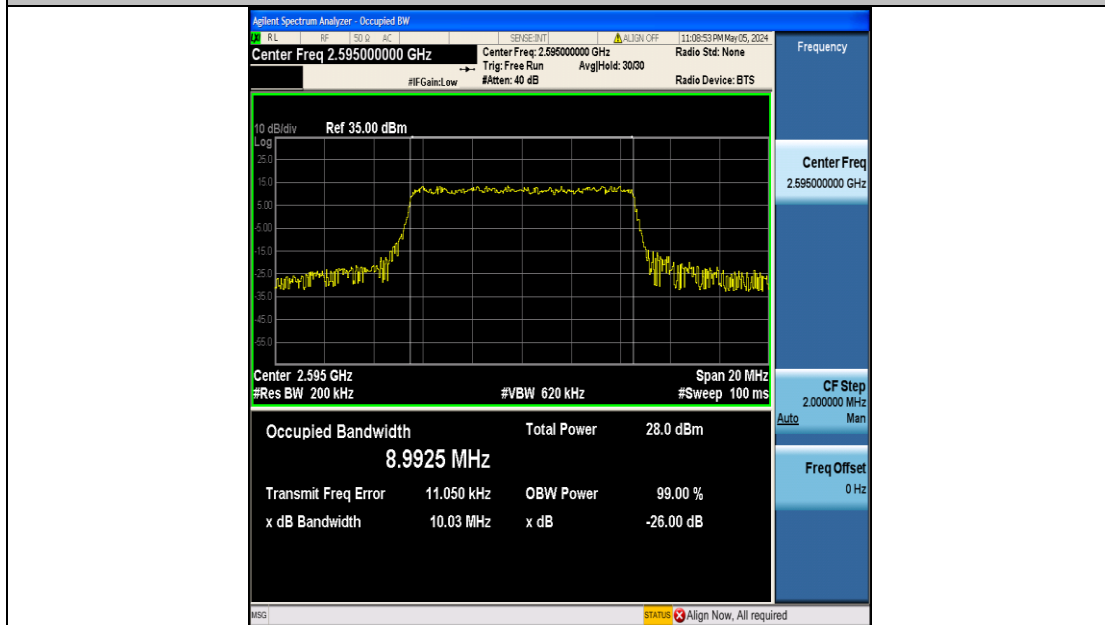 Agilent Spectrum Analyzer - Occupied BW
LXI RL RF 50 Ω AC SENSE:INT ALIGN OFF 11:08:53 PM May 05, 2024
Center Freq 2.595000000 GHz
Center Freq: 2.595000000 GHz
Radio Std: None
Trig: Free Run Avg|Hold: 30/30
#IFGain:Low #Atten: 40 dB Radio Device: BTS
Frequency
10 dB/div Ref 35.00 dBm
Log
25.0
15.0
5.00
-5.00
-15.0
-25.0
-35.0
-45.0
-55.0
Center 2.595 GHz Span 20 MHz
#Res BW 200 kHz #VBW 620 kHz #Sweep 100 ms
Occupied Bandwidth Total Power 28.0 dBm
8.9925 MHz
Transmit Freq Error 11.050 kHz OBW Power 99.00 %
x dB Bandwidth 10.03 MHz x dB -26.00 dB
Center Freq
2.595000000 GHz
CF Step
2.000000 MHz
Auto Man
Freq Offset
0 Hz
MSG STATUS Align Now, All required